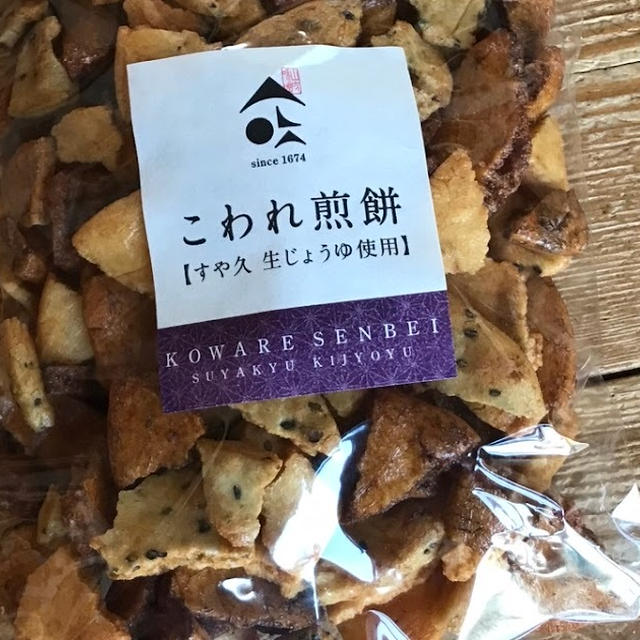 since 1674
こわれ煎餅
【すや久 生じょうゆ使用】
KOWARE SENBEI
SUYAKYU KIJYOYU